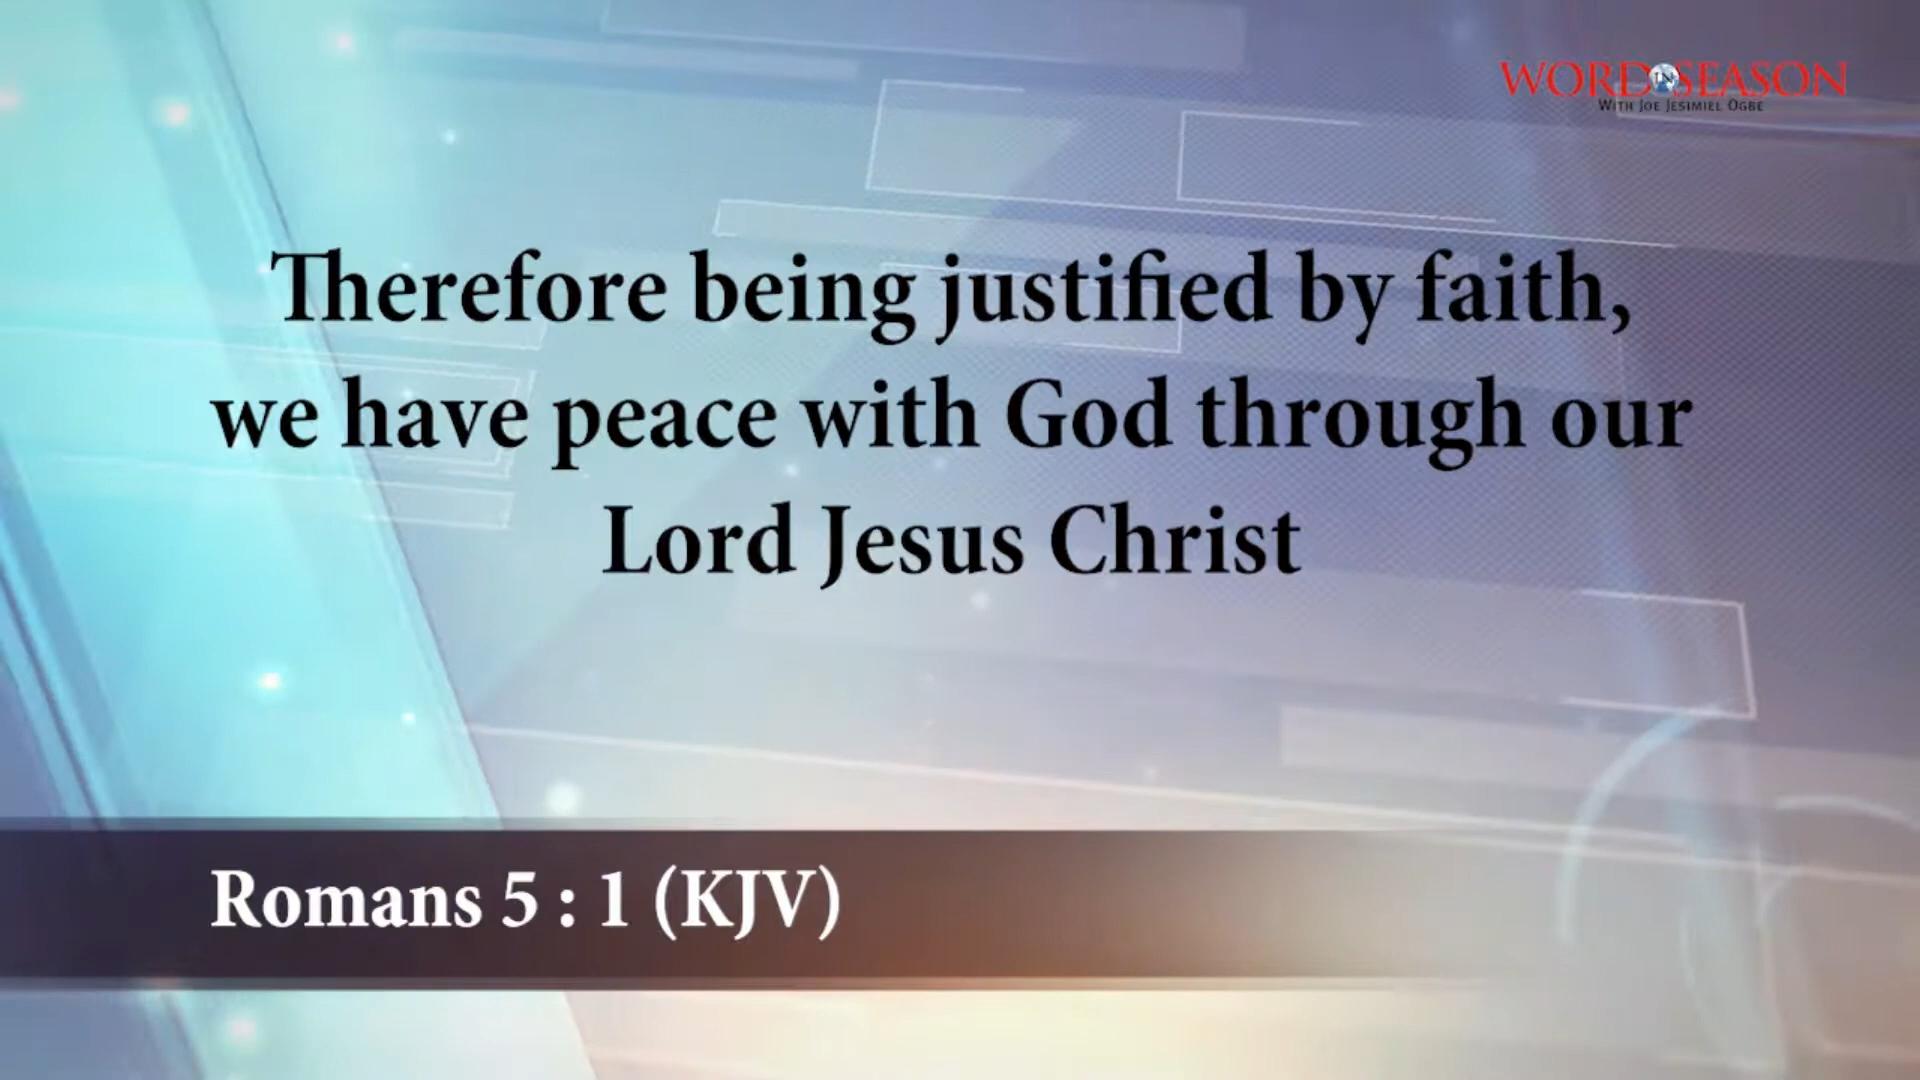 WORD IN SEASON
WITH JOE JESIMIEL OGBE
Therefore being justified by faith,
we have peace with God through our
Lord Jesus Christ
Romans 5 : 1 (KJV)